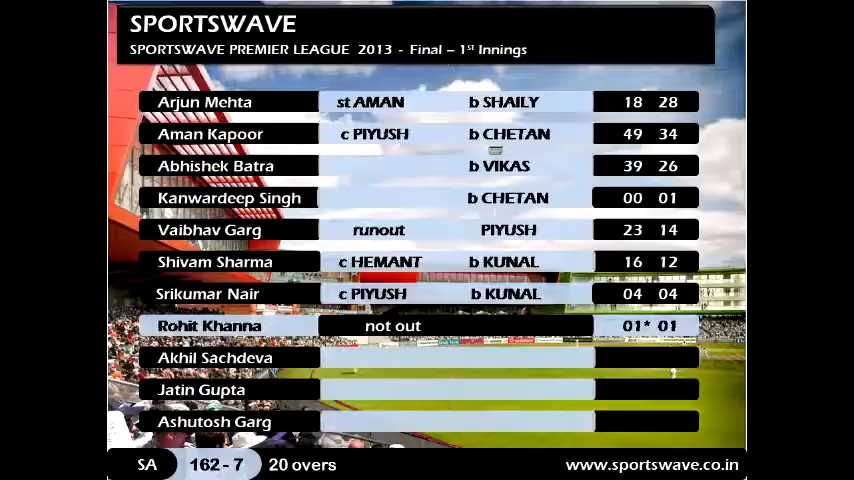 SPORTSWAVE
SPORTSWAVE PREMIER LEAGUE 2013 - Final – 1st Innings
Arjun Mehta st AMAN b SHAILY 18 28
Aman Kapoor c PIYUSH b CHETAN 49 34
Abhishek Batra b VIKAS 39 26
Kanwardeep Singh b CHETAN 00 01
Vaibhav Garg runout PIYUSH 23 14
Shivam Sharma c HEMANT b KUNAL 16 12
Srikumar Nair c PIYUSH b KUNAL 04 04
Rohit Khanna not out 01* 01
Akhil Sachdeva
Jatin Gupta
Ashutosh Garg
SA 162 - 7 20 overs www.sportswave.co.in